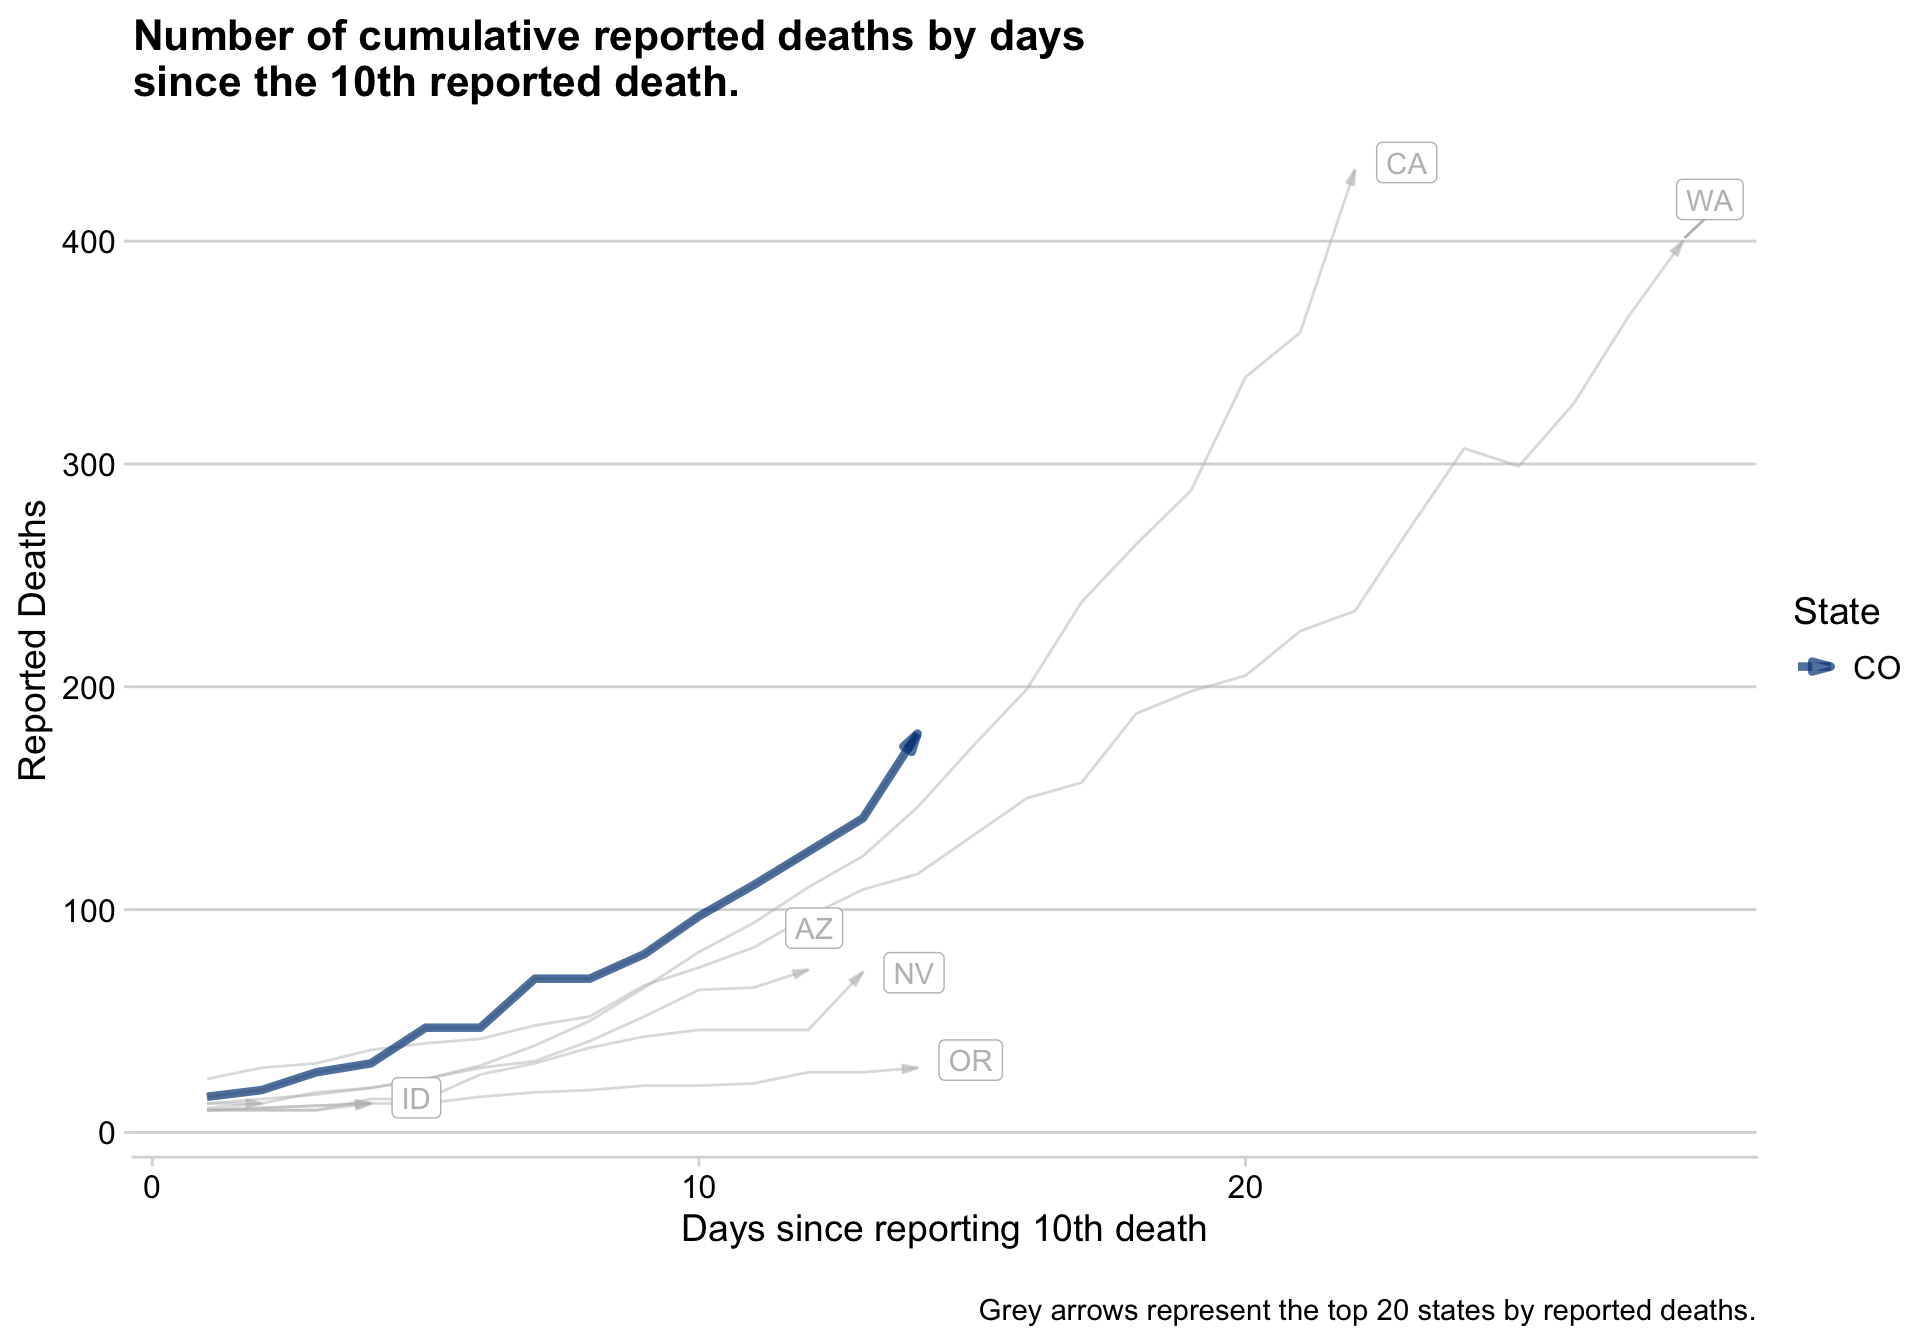 Number of cumulative reported deaths by days
since the 10th reported death.
CA
WA
400
300
200
100
0
Reported Deaths
AZ
NV
OR
ID
State
CO
0
10
20
Days since reporting 10th death
Grey arrows represent the top 20 states by reported deaths.